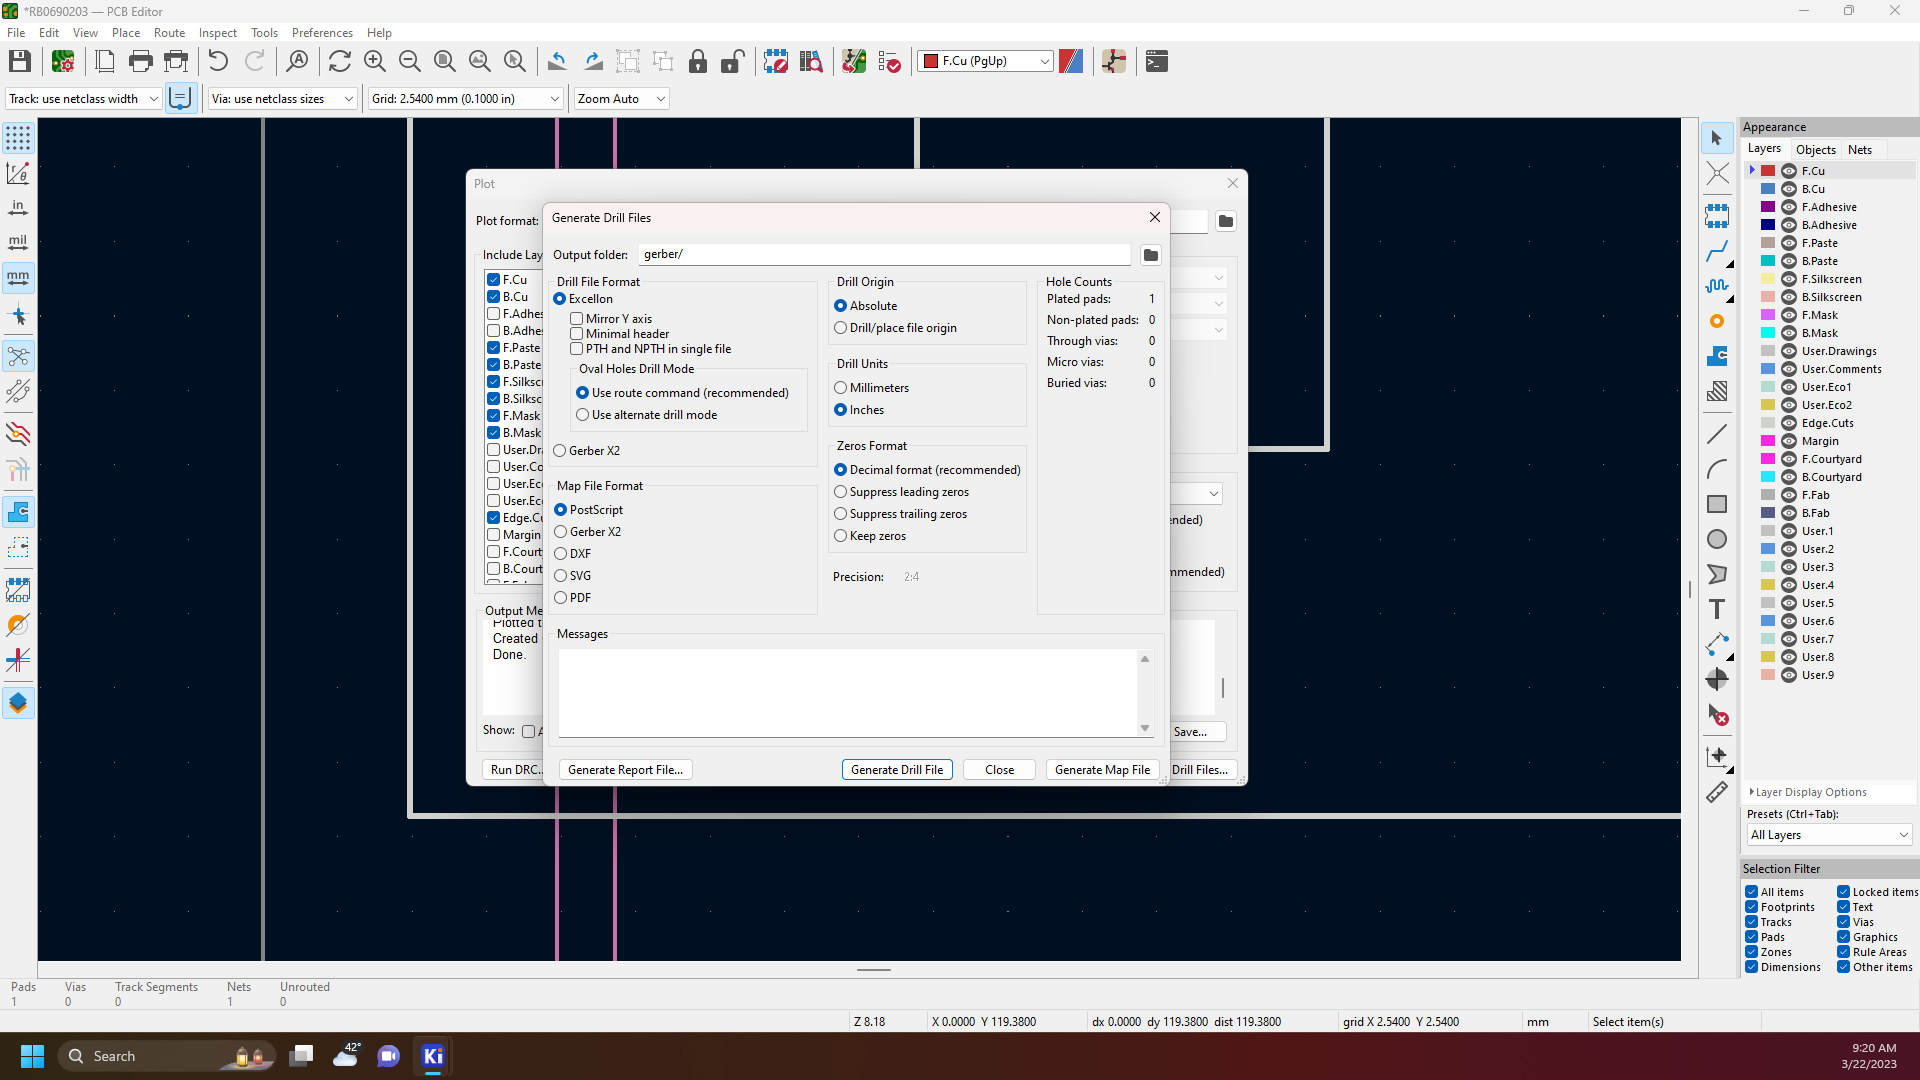 *RB0690203 — PCB Editor
File Edit View Place Route Inspect Tools Preferences Help
F.Cu (PgUp)
Track: use netclass width
Via: use netclass sizes
Grid: 2.5400 mm (0.1000 in)
Zoom Auto
in
mil
mm
Plot
Plot format:
Include Lay
F.Cu
B.Cu
F.Adhes
B.Adhe
F.Paste
B.Paste
F.Silksc
B.Silksc
F.Mask
B.Mask
User.Dra
User.Co
User.Ec
User.Ec
Edge.Cu
Margin
F.Court
B.Court
Output Me
Plotted t
Created
Done.
Show:
Run DRC..
ended)
mmended)
Save...
Drill Files...
Generate Drill Files
Output folder: gerber/
Drill File Format
Excellon
Mirror Y axis
Minimal header
PTH and NPTH in single file
Oval Holes Drill Mode
Use route command (recommended)
Use alternate drill mode
Gerber X2
Map File Format
PostScript
Gerber X2
DXF
SVG
PDF
Drill Origin
Absolute
Drill/place file origin
Drill Units
Millimeters
Inches
Zeros Format
Decimal format (recommended)
Suppress leading zeros
Suppress trailing zeros
Keep zeros
Precision: 2:4
Hole Counts
Plated pads: 1
Non-plated pads: 0
Through vias: 0
Micro vias: 0
Buried vias: 0
Messages
Generate Report File...
Generate Drill File
Close
Generate Map File
Appearance
Layers Objects Nets
F.Cu
B.Cu
F.Adhesive
B.Adhesive
F.Paste
B.Paste
F.Silkscreen
B.Silkscreen
F.Mask
B.Mask
User.Drawings
User.Comments
User.Eco1
User.Eco2
Edge.Cuts
Margin
F.Courtyard
B.Courtyard
F.Fab
B.Fab
User.1
User.2
User.3
User.4
User.5
User.6
User.7
User.8
User.9
Layer Display Options
Presets (Ctrl+Tab):
All Layers
Selection Filter
All items Locked items
Footprints Text
Tracks Vias
Pads Graphics
Zones Rule Areas
Dimensions Other items
Pads Vias Track Segments Nets Unrouted
1 0 0 1 0
Z 8.18
X 0.0000 Y 119.3800
dx 0.0000 dy 119.3800 dist 119.3800
grid X 2.5400 Y 2.5400
mm
Select item(s)
Search
42°
Ki
9:20 AM
3/22/2023